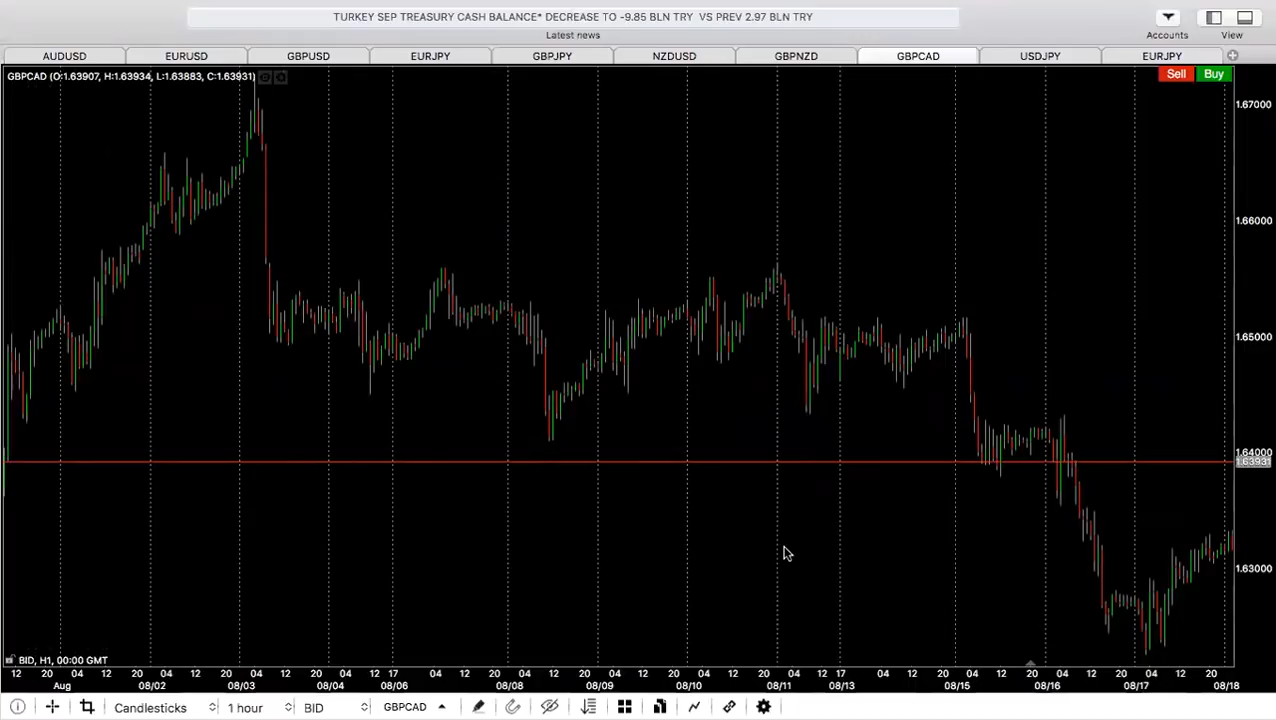 TURKEY SEP TREASURY CASH BALANCE* DECREASE TO -9.85 BLN TRY VS PREV 2.97 BLN TRY
Latest news
Accounts
View
AUDUSD EURUSD GBPUSD EURJPY GBPJPY NZDUSD GBPNZD GBPCAD USDJPY EURJPY
GBPCAD (O:1.63907, H:1.63934, L:1.63883, C:1.63931)
Sell Buy
1.67000
1.66000
1.65000
1.64000
1.63931
1.63000
BID, H1, 00:00 GMT
12 20 04 12 20 04 12 20 04 12 17 04 12 20 04 12 20 04 12 20 04 12 17 04 12 20 04 12 20 04 12 20
Aug 08/02 08/03 08/04 08/06 08/08 08/09 08/10 08/11 08/13 08/15 08/16 08/17 08/18
Candlesticks 1 hour BID GBPCAD